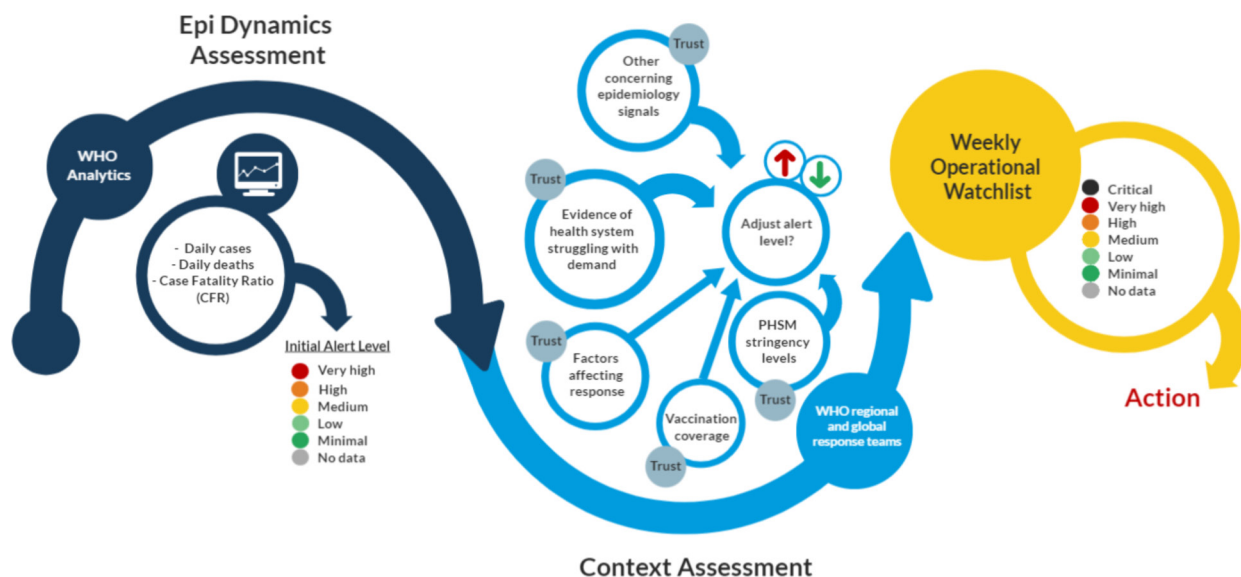 Epi Dynamics
Assessment
WHO
Analytics
- Daily cases
- Daily deaths
- Case Fatality Ratio
(CFR)
Initial Alert Level
Very high
High
Medium
Low
Minimal
No data
Trust
Other
concerning
epidemiology
signals
Trust
Evidence of
health system
struggling with
demand
Adjust alert
level?
Trust
Factors
affecting
response
Trust
Vaccination
coverage
PHSM
stringency
levels
Trust
WHO regional
and global
response teams
Context Assessment
Weekly
Operational
Watchlist
Critical
Very high
High
Medium
Low
Minimal
No data
Action